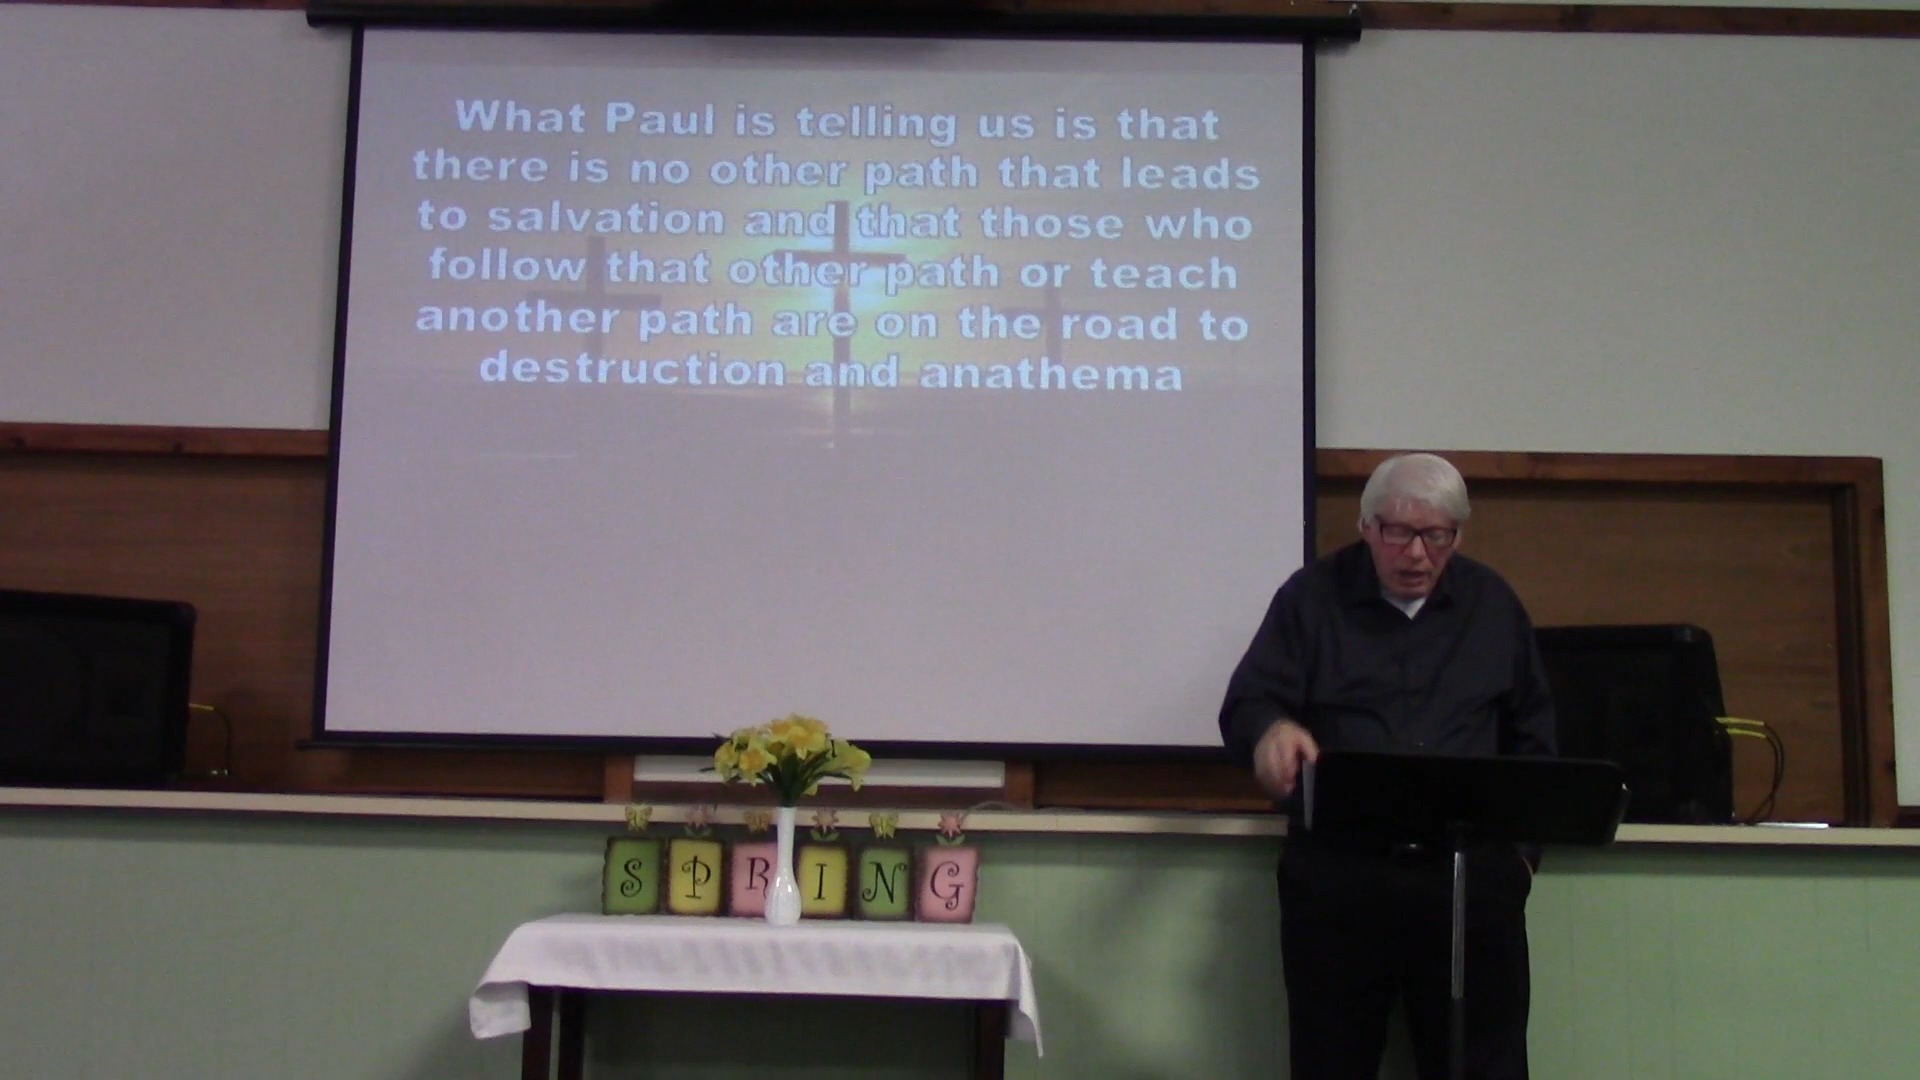 What Paul is telling us is that
there is no other path that leads
to salvation and that those who
follow that other path or teach
another path are on the road to
destruction and anathema
SPRING